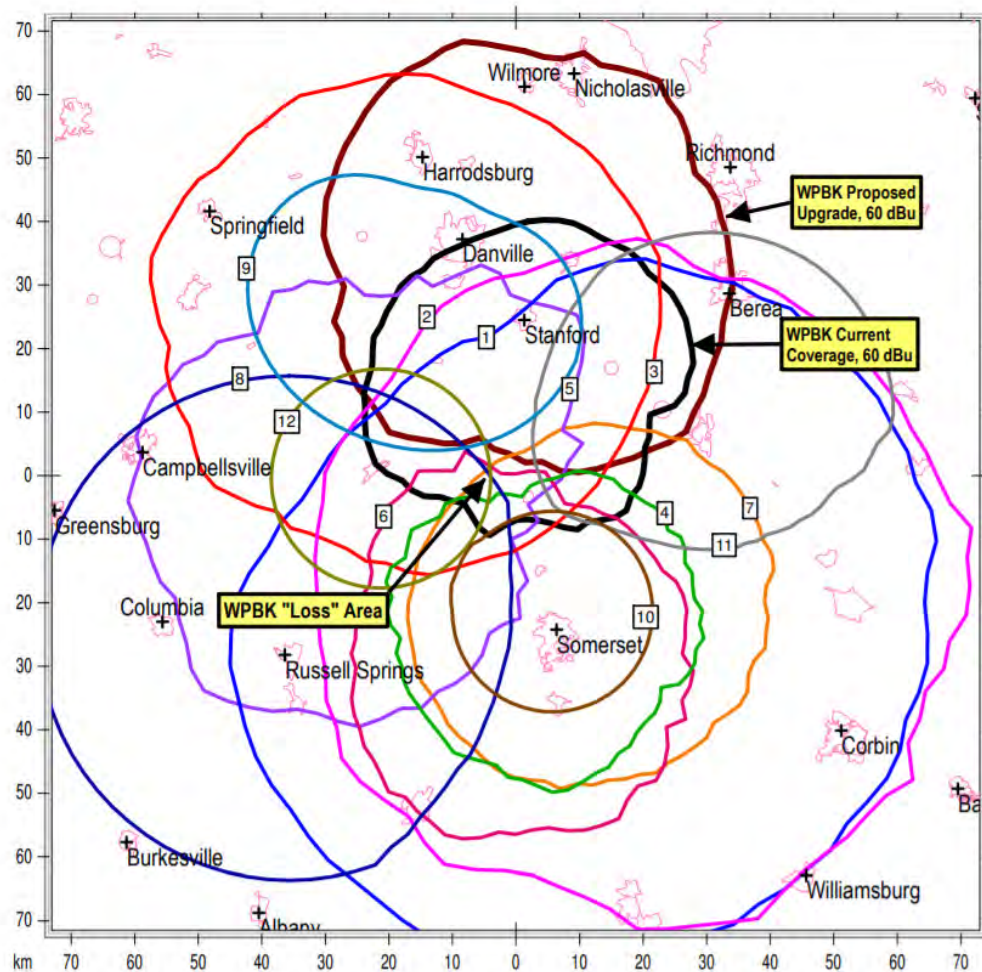 70
60
50
40
30
20
10
0
10
20
30
40
50
60
70
km
70
60
50
40
30
20
10
0
10
20
30
40
50
60
70
Wilmore
Nicholasville
Richmond
Harrodsburg
WPBK Proposed
Upgrade, 60 dBu
Springfield
Danville
9
Berea
2
1
Stanford
WPBK Current
Coverage, 60 dBu
8
5
3
12
Campbellsville
Greensburg
6
4
7
11
WPBK "Loss" Area
Columbia
10
Somerset
Russell Springs
Corbin
Ba
Burkesville
Williamsburg
Albany